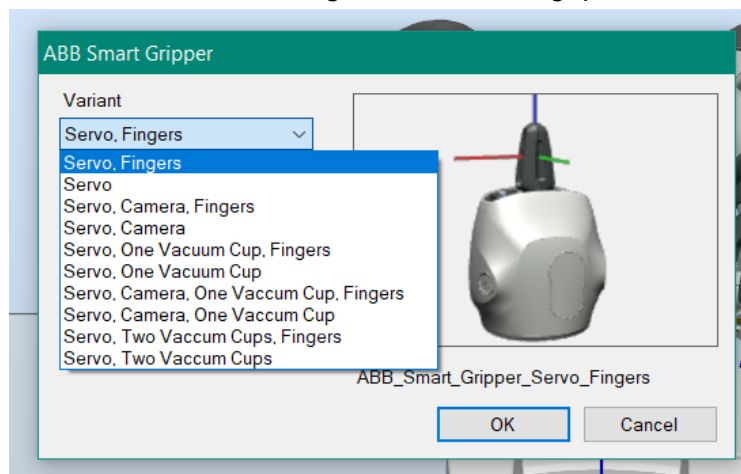 ABB Smart Gripper
Variant
Servo, Fingers
Servo, Fingers
Servo
Servo, Camera, Fingers
Servo, Camera
Servo, One Vacuum Cup, Fingers
Servo, One Vacuum Cup
Servo, Camera, One Vaccum Cup, Fingers
Servo, Camera, One Vaccum Cup
Servo, Two Vaccum Cups, Fingers
Servo, Two Vaccum Cups
ABB_Smart_Gripper_Servo_Fingers
OK Cancel